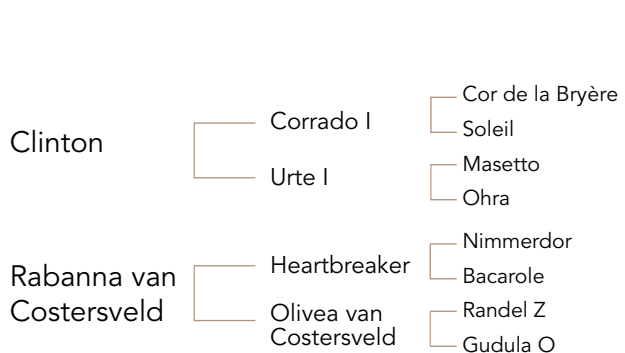 Clinton
Corrado I
Cor de la Bryère
Soleil
Urte I
Masetto
Ohra
Rabanna van
Costersveld
Heartbreaker
Nimmerdor
Bacarole
Olivea van
Costersveld
Randel Z
Gudula O